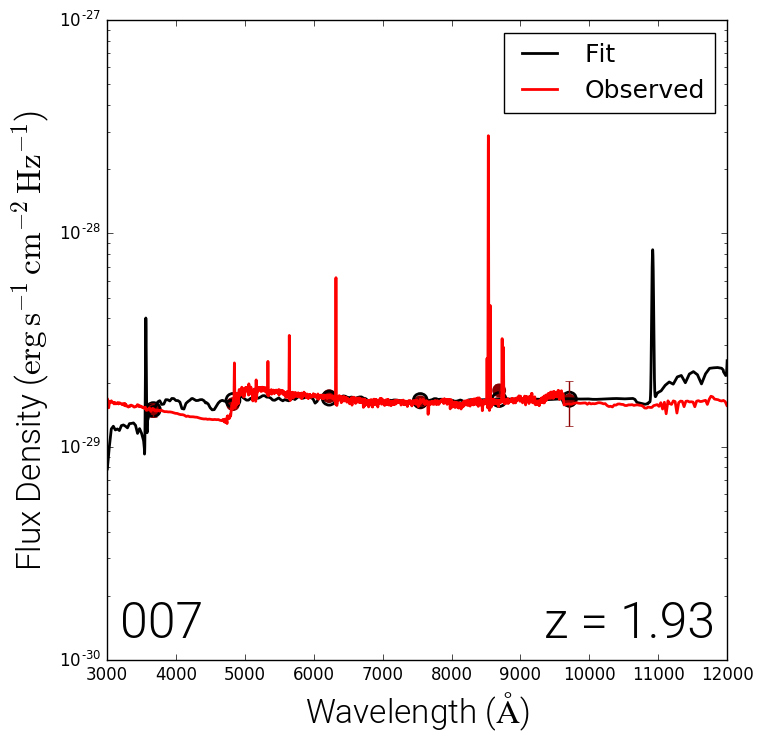 10⁻²⁷
10⁻²⁸
10⁻²⁹
10⁻³⁰
Flux Density (erg s⁻¹ cm⁻² Hz⁻¹)
Fit
Observed
007
z = 1.93
3000 4000 5000 6000 7000 8000 9000 10000 11000 12000
Wavelength (Å)